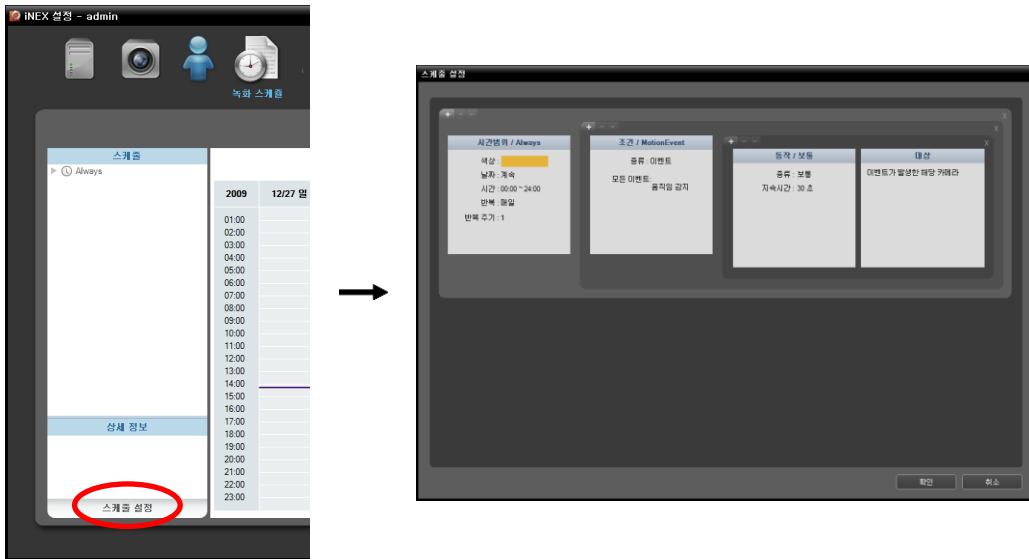 iNEX 설정 - admin
녹화 스케줄
스케줄
Always
2009 12/27 일
01:00
02:00
03:00
04:00
05:00
06:00
07:00
08:00
09:00
10:00
11:00
12:00
13:00
14:00
15:00
16:00
17:00
18:00
19:00
20:00
21:00
22:00
23:00
상세 정보
스케줄 설정
스케줄 설정
시간범위 / Always
색상 :
날짜 : 계속
시간 : 00:00 ~ 24:00
반복 : 매일
반복 주기 : 1
조건 / MotionEvent
종류 : 이벤트
모든 이벤트:
움직임 감지
동작 / 보통
종류 : 보통
지속시간 : 30 초
대상
이벤트가 발생한 해당 카메라
확인
취소